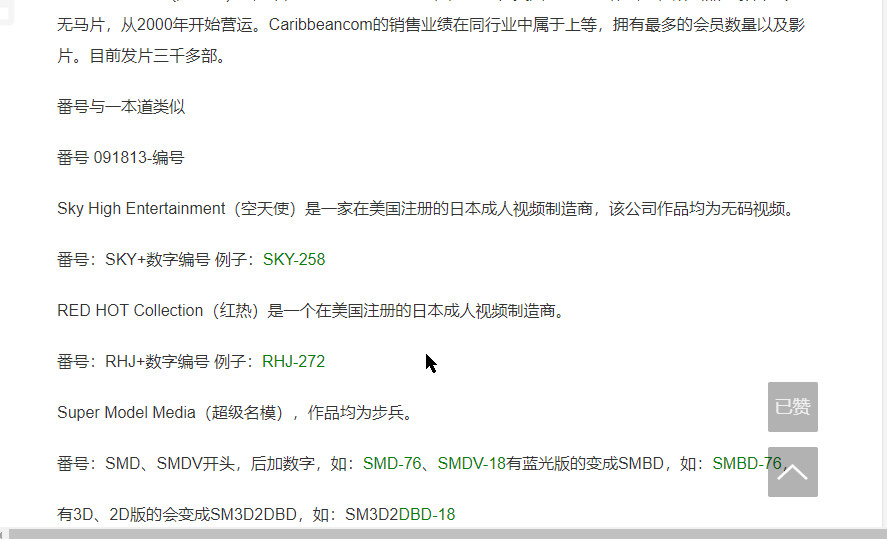 无马片，从2000年开始营运。Caribbeancom的销售业绩在同行业中属于上等，拥有最多的会员数量以及影
片。目前发片三千多部。
番号与一本道类似
番号 091813-编号
Sky High Entertainment（空天使）是一家在美国注册的日本成人视频制造商，该公司作品均为无码视频。
番号：SKY+数字编号 例子：SKY-258
RED HOT Collection（红热）是一个在美国注册的日本成人视频制造商。
番号：RHJ+数字编号 例子：RHJ-272
Super Model Media（超级名模），作品均为步兵。
已赞
番号：SMD、SMDV开头，后加数字，如：SMD-76、SMDV-18有蓝光版的变成SMBD，如：SMBD-76，
有3D、2D版的会变成SM3D2DBD，如：SM3D2DBD-18